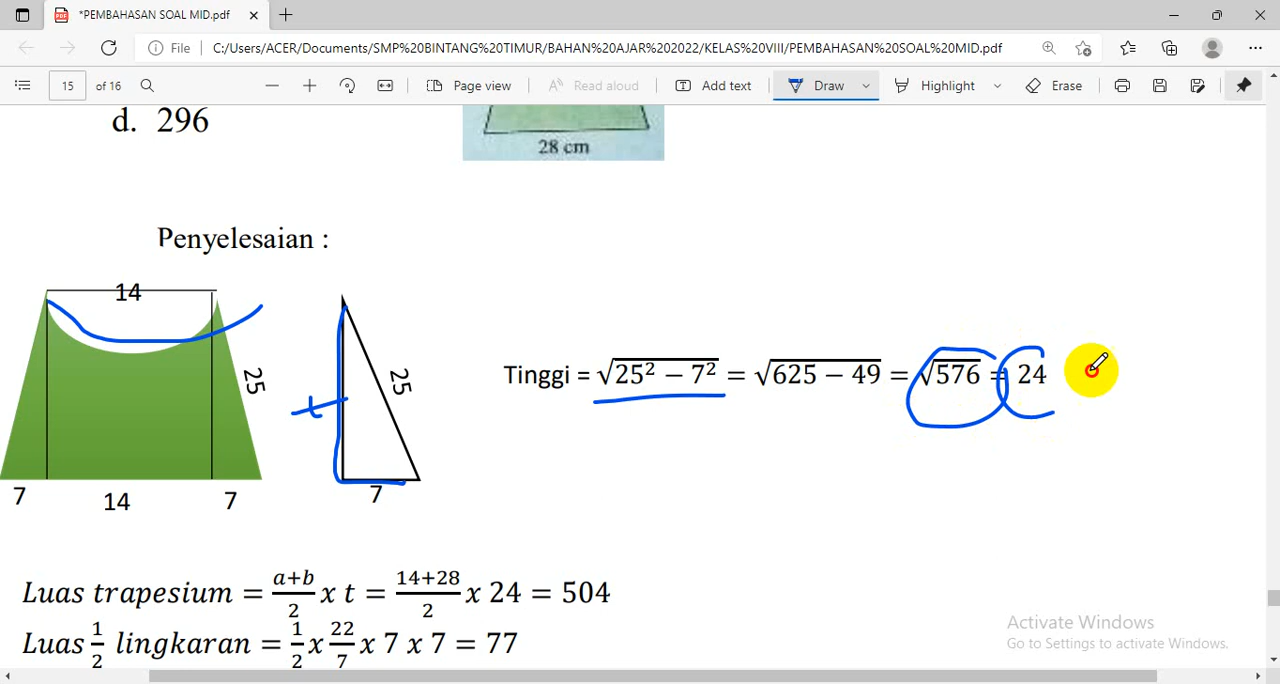 *PEMBAHASAN SOAL MID.pdf
File C:/Users/ACER/Documents/SMP%20BINTANG%20TIMUR/BAHAN%20AJAR%202022/KELAS%20VIII/PEMBAHASAN%20SOAL%20MID.pdf
15 of 16 Page view Read aloud Add text Draw Highlight Erase
d. 296
28 cm
Penyelesaian :
14
25
7 14 7
t
25
7
Tinggi = √25² − 7² = √625 − 49 = √576 = 24
Luas trapesium = a+b/2 x t = 14+28/2 x 24 = 504
Luas 1/2 lingkaran = 1/2 x 22/7 x 7 x 7 = 77
Activate Windows
Go to Settings to activate Windows.